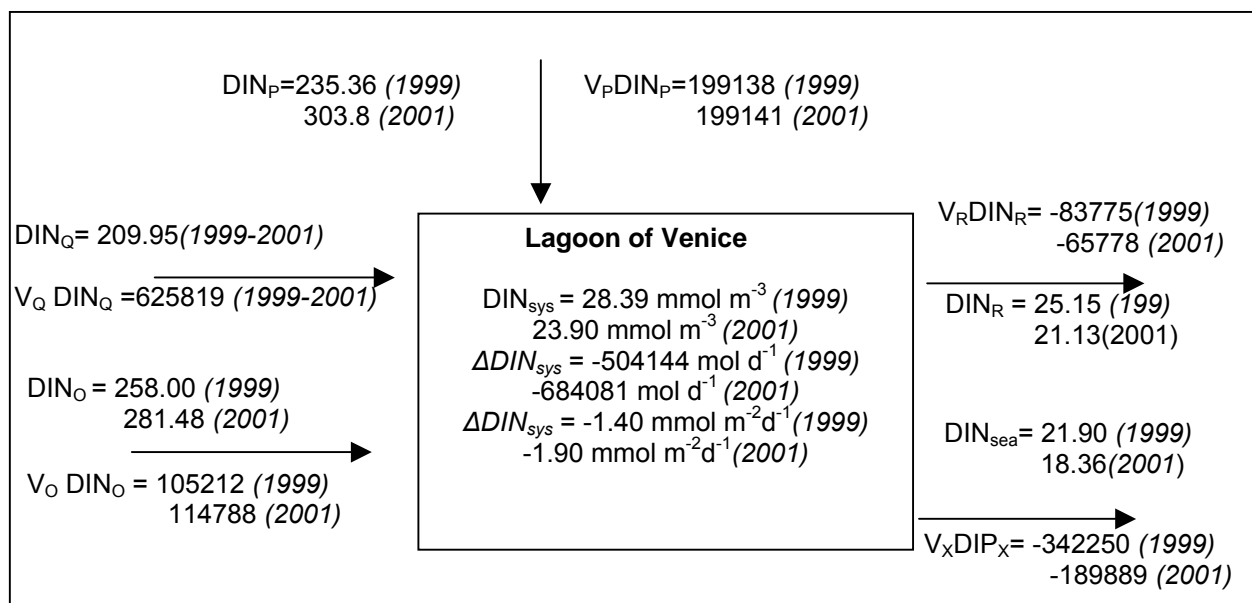 DIN_P=235.36 (1999)
303.8 (2001)
V_PDIN_P=199138 (1999)
199141 (2001)
DIN_Q= 209.95(1999-2001)
V_Q DIN_Q =625819 (1999-2001)
DIN_O = 258.00 (1999)
281.48 (2001)
V_O DIN_O = 105212 (1999)
114788 (2001)
Lagoon of Venice
DIN_sys = 28.39 mmol m^-3 (1999)
23.90 mmol m^-3 (2001)
ΔDIN_sys = -504144 mol d^-1 (1999)
-684081 mol d^-1 (2001)
ΔDIN_sys = -1.40 mmol m^-2d^-1(1999)
-1.90 mmol m^-2d^-1(2001)
V_RDIN_R= -83775(1999)
-65778 (2001)
DIN_R = 25.15 (199)
21.13(2001)
DIN_sea= 21.90 (1999)
18.36(2001)
V_XDIP_X= -342250 (1999)
-189889 (2001)